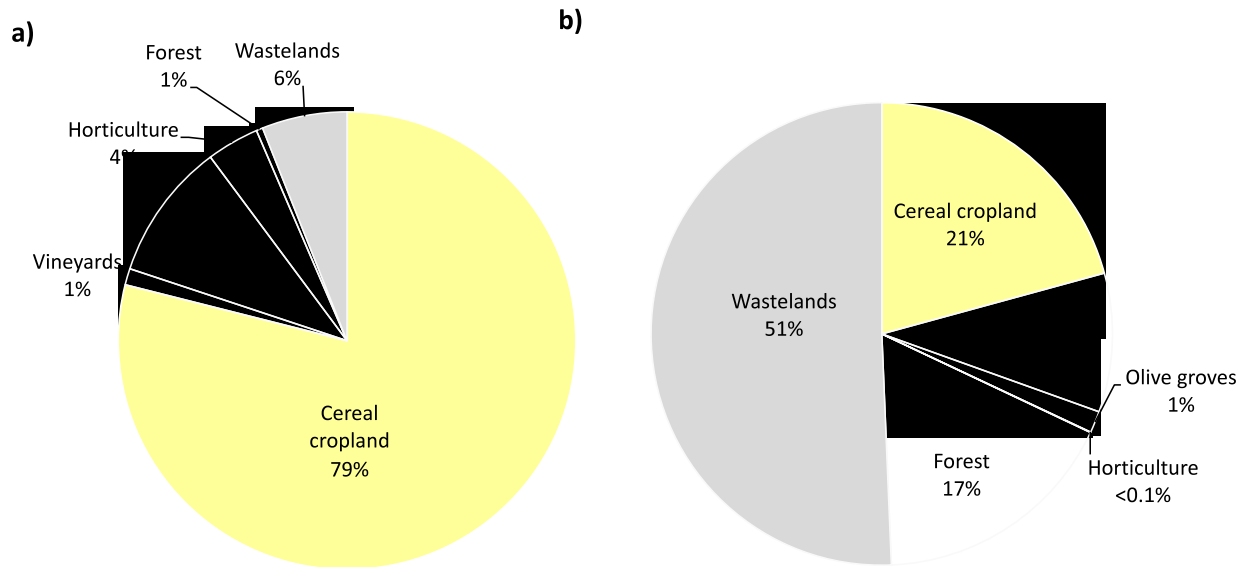 a)
Forest
1%
Wastelands
6%
Horticulture
4%
Vineyards
1%
Cereal
cropland
79%
b)
Cereal cropland
21%
Wastelands
51%
Olive groves
1%
Forest
17%
Horticulture
<0.1%